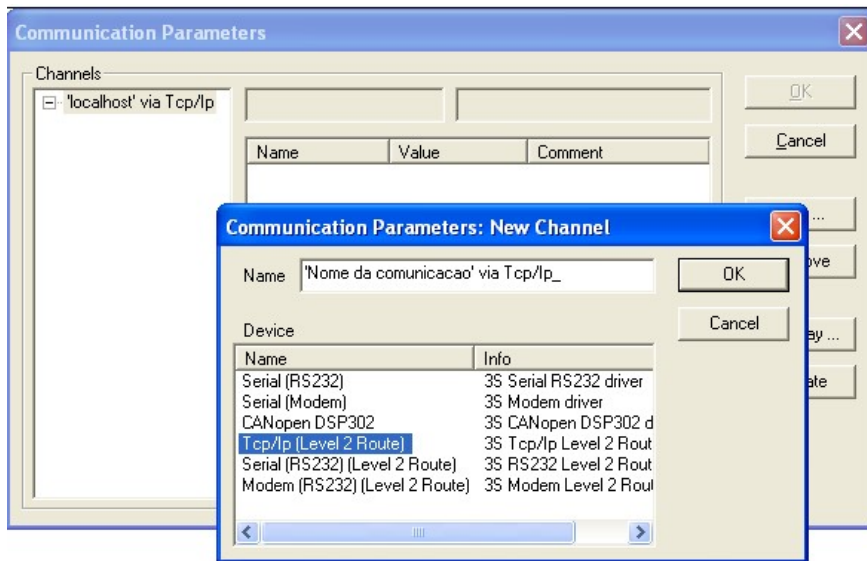 Communication Parameters
Channels
'localhost' via Tcp/Ip
OK
Cancel
Name Value Comment
...
Communication Parameters: New Channel
Name 'Nome da comunicacao' via Tcp/Ip_
OK
Cancel
Device
Name Info
Serial (RS232) 3S Serial RS232 driver
Serial (Modem) 3S Modem driver
CANopen DSP302 3S CANopen DSP302 d
Tcp/Ip (Level 2 Route) 3S Tcp/Ip Level 2 Rout
Serial (RS232) (Level 2 Route) 3S RS232 Level 2 Rout
Modem (RS232) (Level 2 Route) 3S Modem Level 2 Rout
ove
ay ...
ate